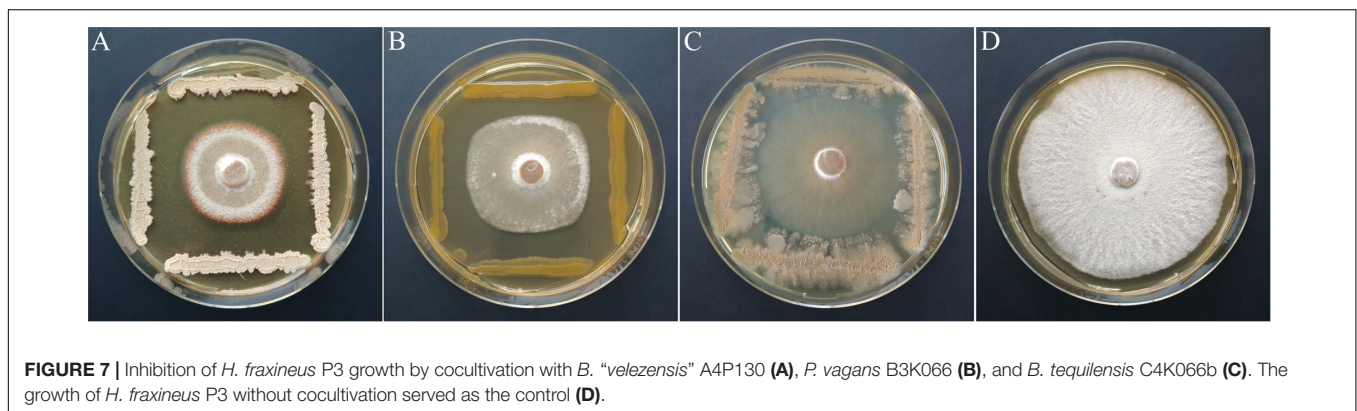 A B C D
FIGURE 7 | Inhibition of H. fraxineus P3 growth by cocultivation with B. “velezensis” A4P130 (A), P. vagans B3K066 (B), and B. tequilensis C4K066b (C). The
growth of H. fraxineus P3 without cocultivation served as the control (D).